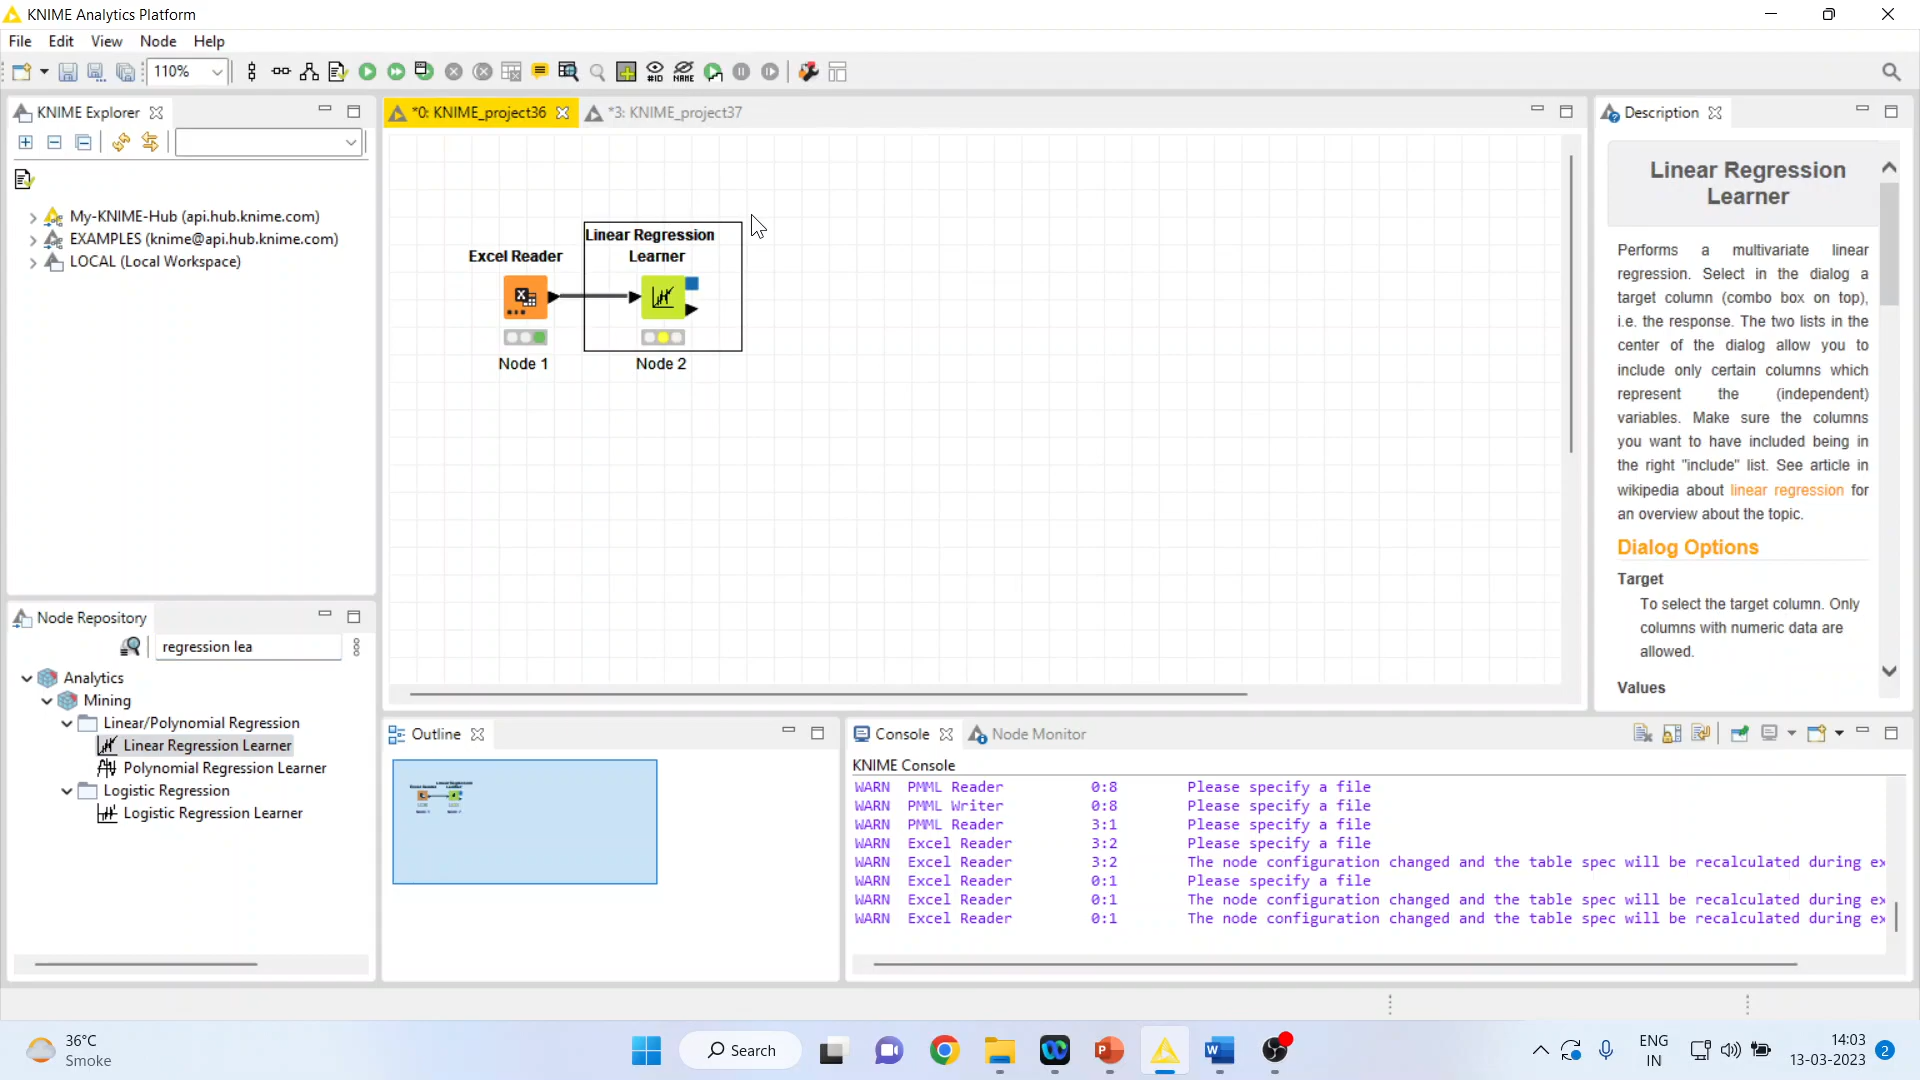 KNIME Analytics Platform
File Edit View Node Help
110%
#ID
NAME
KNIME Explorer
My-KNIME-Hub (api.hub.knime.com)
EXAMPLES (knime@api.hub.knime.com)
LOCAL (Local Workspace)
Node Repository
regression lea
Analytics
Mining
Linear/Polynomial Regression
Linear Regression Learner
Polynomial Regression Learner
Logistic Regression
Logistic Regression Learner
*0: KNIME_project36
*3: KNIME_project37
Excel Reader
Node 1
Linear Regression
Learner
Node 2
Description
Linear Regression
Learner
Performs a multivariate linear
regression. Select in the dialog a
target column (combo box on top),
i.e. the response. The two lists in the
center of the dialog allow you to
include only certain columns which
represent the (independent)
variables. Make sure the columns
you want to have included being in
the right "include" list. See article in
wikipedia about linear regression for
an overview about the topic.
Dialog Options
Target
To select the target column. Only
columns with numeric data are
allowed.
Values
Outline
Console
Node Monitor
KNIME Console
WARN PMML Reader 0:8 Please specify a file
WARN PMML Writer 0:8 Please specify a file
WARN PMML Reader 3:1 Please specify a file
WARN Excel Reader 3:2 Please specify a file
WARN Excel Reader 3:2 The node configuration changed and the table spec will be recalculated during ex
WARN Excel Reader 0:1 Please specify a file
WARN Excel Reader 0:1 The node configuration changed and the table spec will be recalculated during ex
WARN Excel Reader 0:1 The node configuration changed and the table spec will be recalculated during ex
36°C
Smoke
Search
ENG
IN
14:03
13-03-2023
2